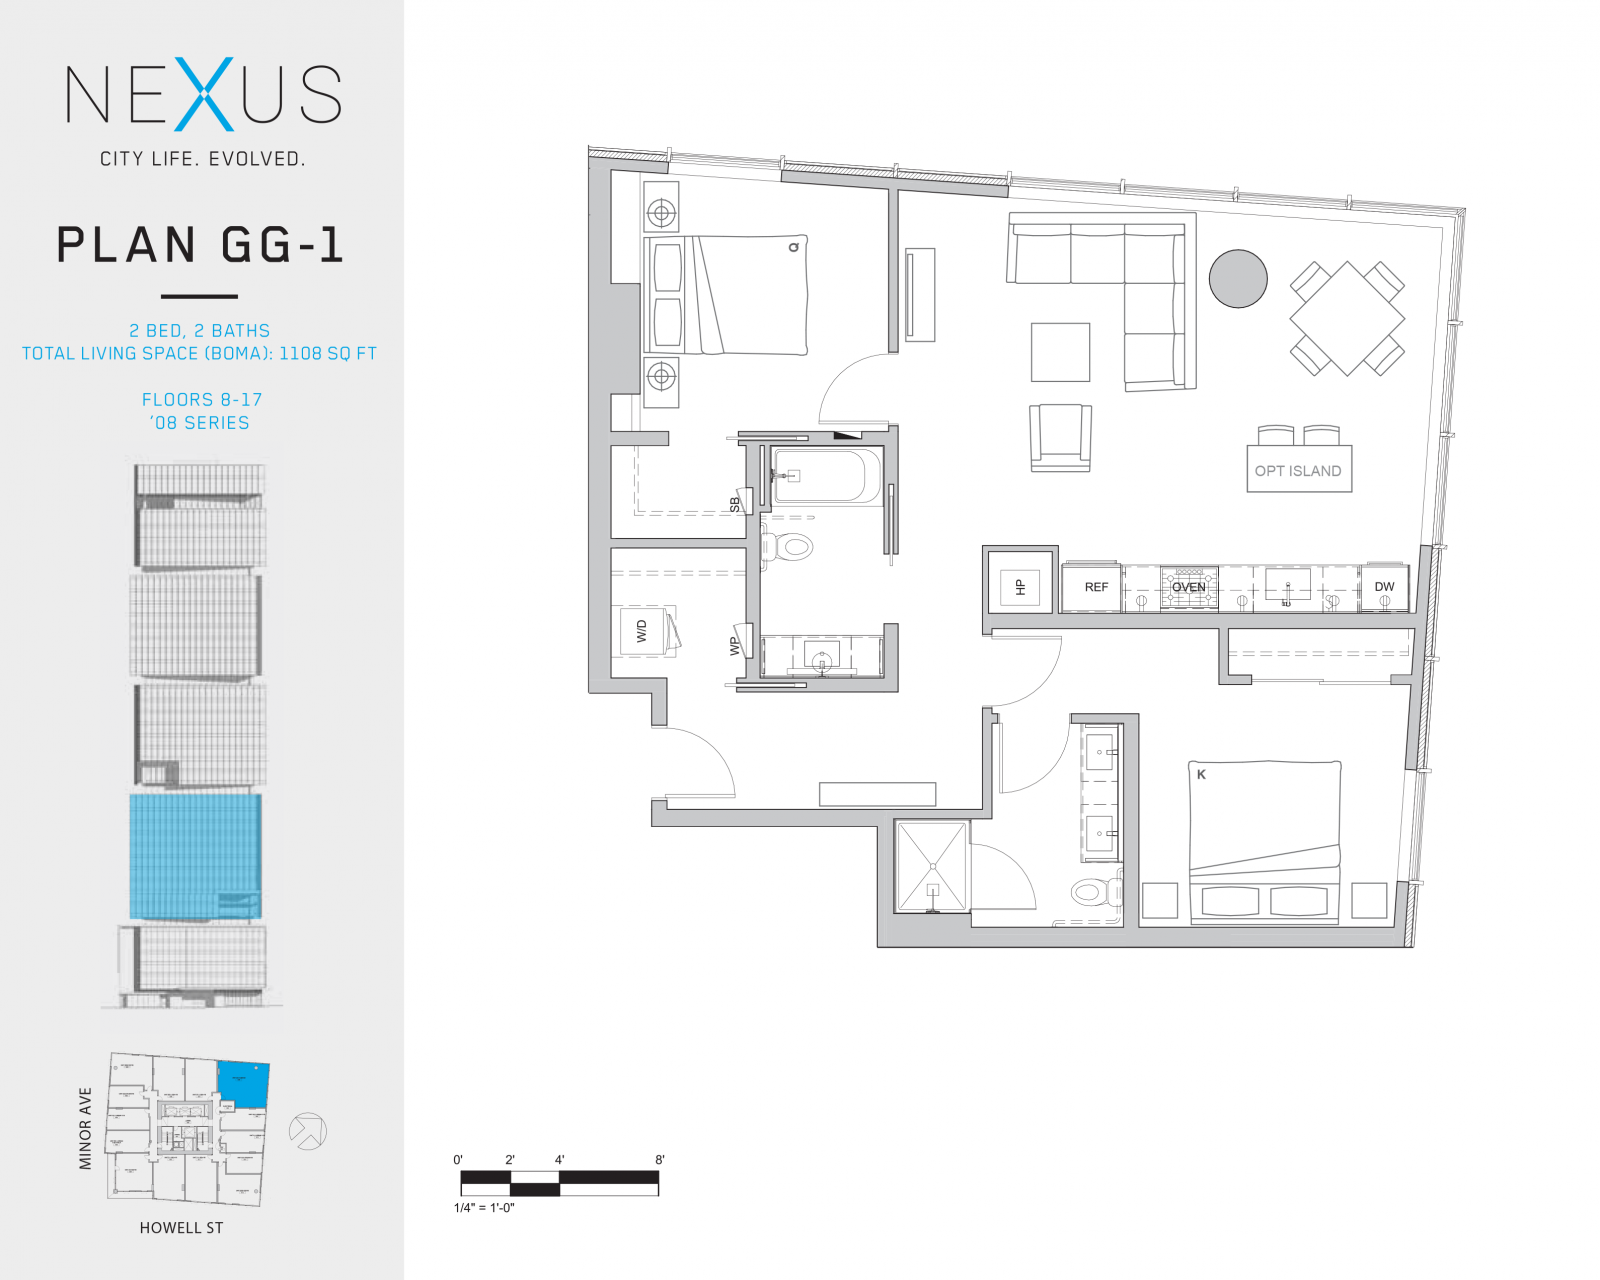 NEXUS
CITY LIFE. EVOLVED.
PLAN GG-1
2 BED, 2 BATHS
TOTAL LIVING SPACE (BOMA): 1108 SQ FT
FLOORS 8-17
'08 SERIES
MINOR AVE
HOWELL ST
Q
OPT ISLAND
SB
HP
REF
OVEN
DW
W/D
WP
K
0' 2' 4' 8'
1/4" = 1'-0"